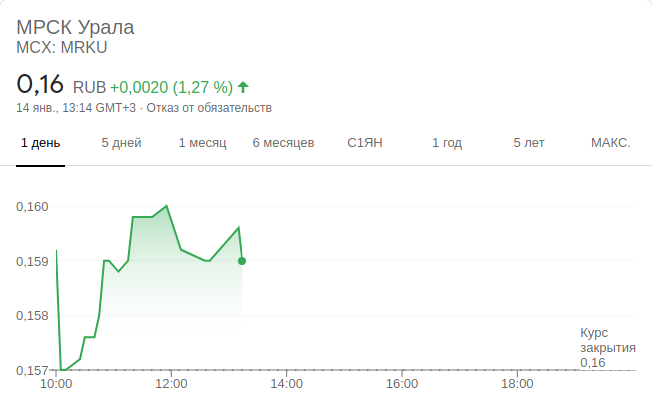 МРСК Урала
MCX: MRKU
0,16 RUB +0,0020 (1,27 %)
14 янв., 13:14 GMT+3 · Отказ от обязательств
1 день 5 дней 1 месяц 6 месяцев С1ЯН 1 год 5 лет МАКС.
0,160
0,159
0,158
0,157
Курс
закрытия
0,16
10:00 12:00 14:00 16:00 18:00